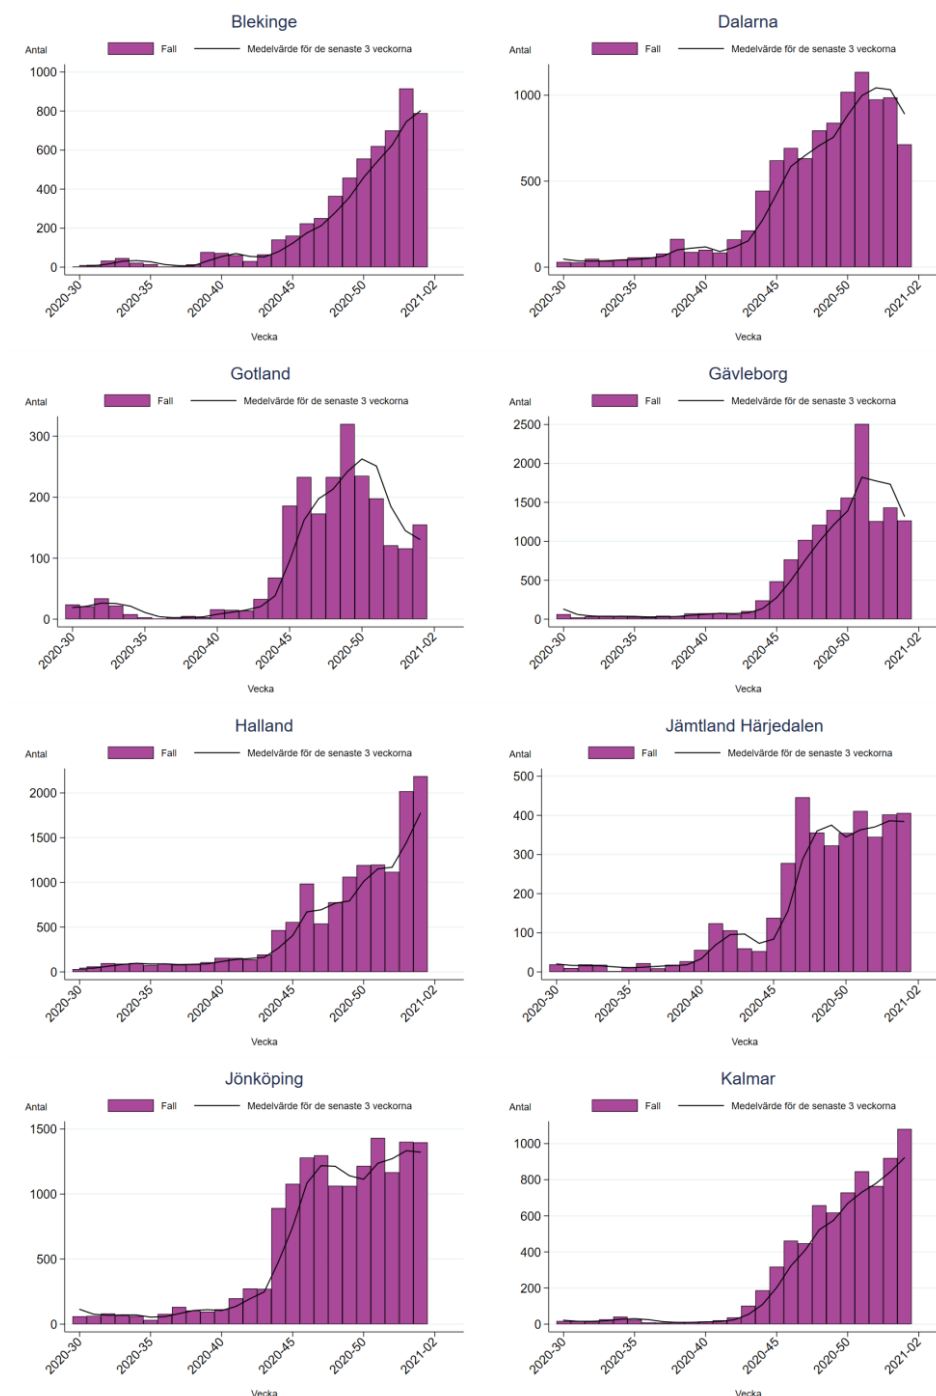 Blekinge
Antal Fall Medelvärde för de senaste 3 veckorna
1000
800
600
400
200
0
2020-30 2020-35 2020-40 2020-45 2020-50 2021-02
Vecka
Dalarna
Antal Fall Medelvärde för de senaste 3 veckorna
1000
500
0
2020-30 2020-35 2020-40 2020-45 2020-50 2021-02
Vecka
Gotland
Antal Fall Medelvärde för de senaste 3 veckorna
300
200
100
0
2020-30 2020-35 2020-40 2020-45 2020-50 2021-02
Vecka
Gävleborg
Antal Fall Medelvärde för de senaste 3 veckorna
2500
2000
1500
1000
500
0
2020-30 2020-35 2020-40 2020-45 2020-50 2021-02
Vecka
Halland
Antal Fall Medelvärde för de senaste 3 veckorna
2000
1500
1000
500
0
2020-30 2020-35 2020-40 2020-45 2020-50 2021-02
Vecka
Jämtland Härjedalen
Antal Fall Medelvärde för de senaste 3 veckorna
500
400
300
200
100
0
2020-30 2020-35 2020-40 2020-45 2020-50 2021-02
Vecka
Jönköping
Antal Fall Medelvärde för de senaste 3 veckorna
1500
1000
500
0
2020-30 2020-35 2020-40 2020-45 2020-50 2021-02
Vecka
Kalmar
Antal Fall Medelvärde för de senaste 3 veckorna
1000
800
600
400
200
0
2020-30 2020-35 2020-40 2020-45 2020-50 2021-02
Vecka